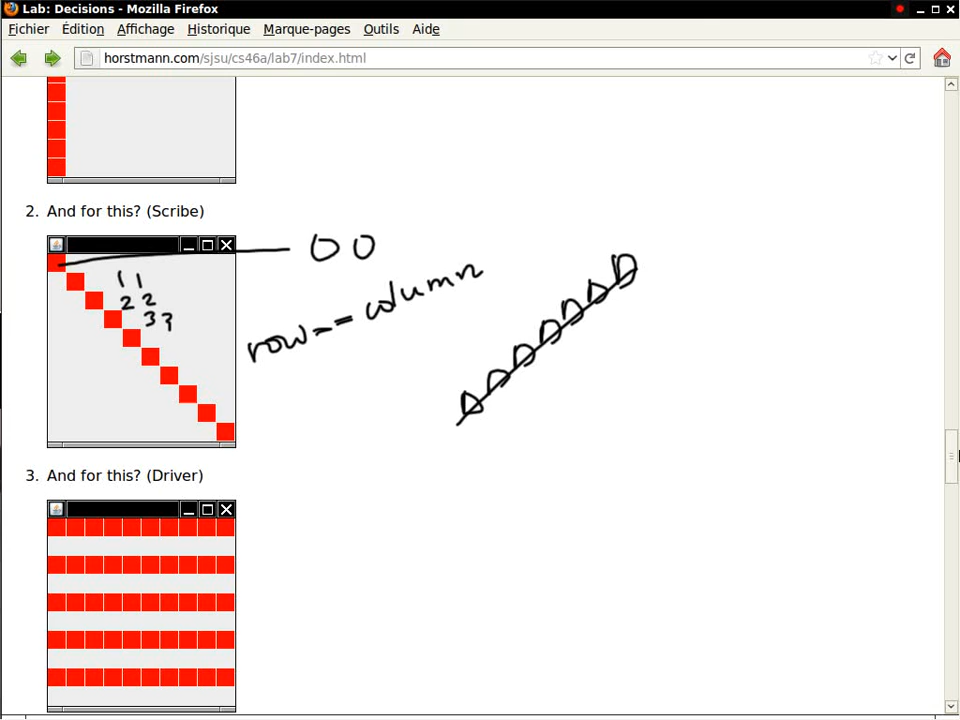 Lab: Decisions - Mozilla Firefox
Fichier Édition Affichage Historique Marque-pages Outils Aide
horstmann.com/sjsu/cs46a/lab7/index.html
2. And for this? (Scribe)
0 0
1 1
2 2
3 3
row == column
3. And for this? (Driver)